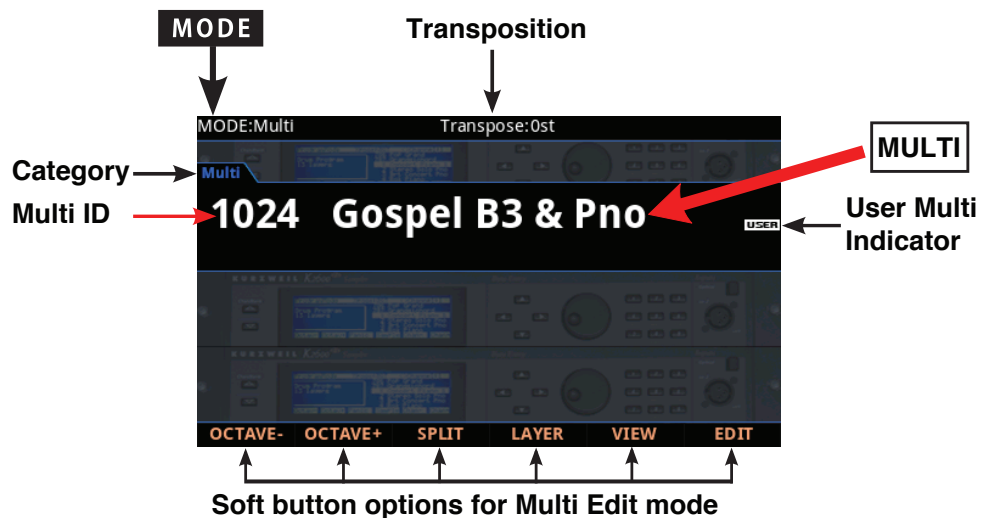 MODE
Transposition
MODE:Multi Transpose:0st
MULTI
Category
Multi
Multi ID
1024 Gospel B3 & Pno
USER
User Multi
Indicator
OCTAVE- OCTAVE+ SPLIT LAYER VIEW EDIT
Soft button options for Multi Edit mode